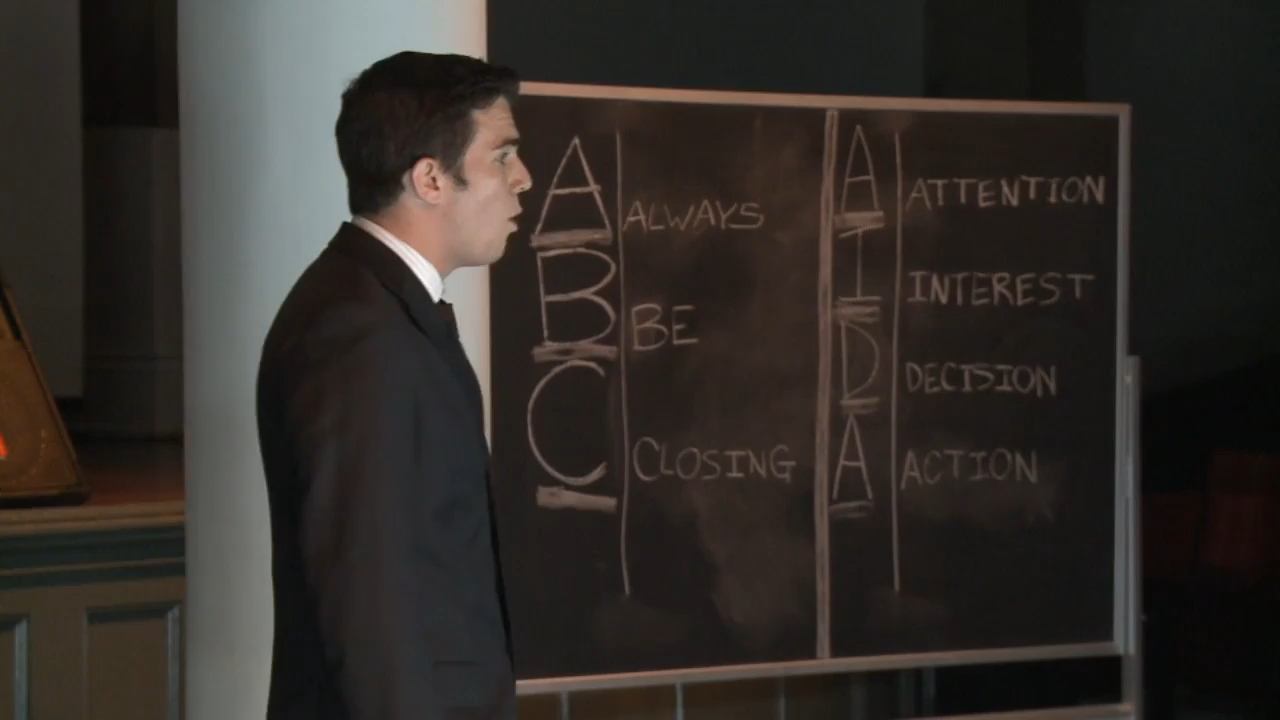 A ALWAYS
B BE
C CLOSING
A ATTENTION
I INTEREST
D DECISION
A ACTION